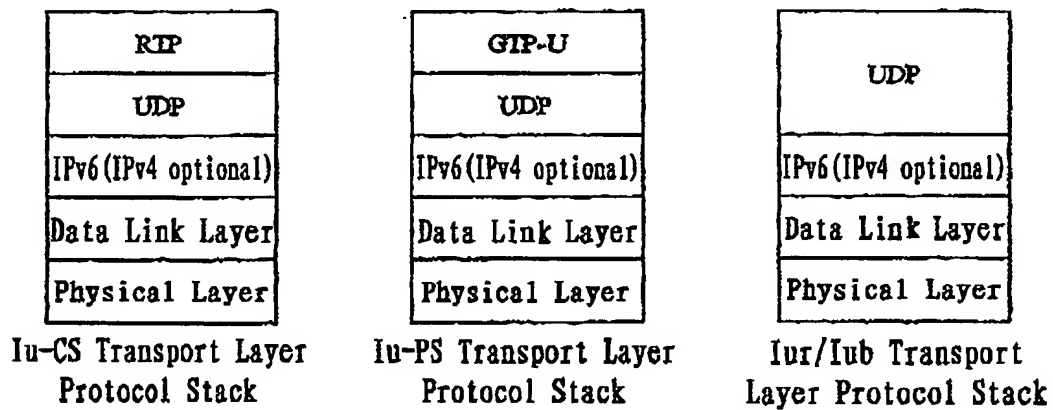 RTP
UDP
IPv6(IPv4 optional)
Data Link Layer
Physical Layer
Iu-CS Transport Layer
Protocol Stack
GTP-U
UDP
IPv6(IPv4 optional)
Data Link Layer
Physical Layer
Iu-PS Transport Layer
Protocol Stack
UDP
IPv6(IPv4 optional)
Data Link Layer
Physical Layer
Iur/Iub Transport
Layer Protocol Stack